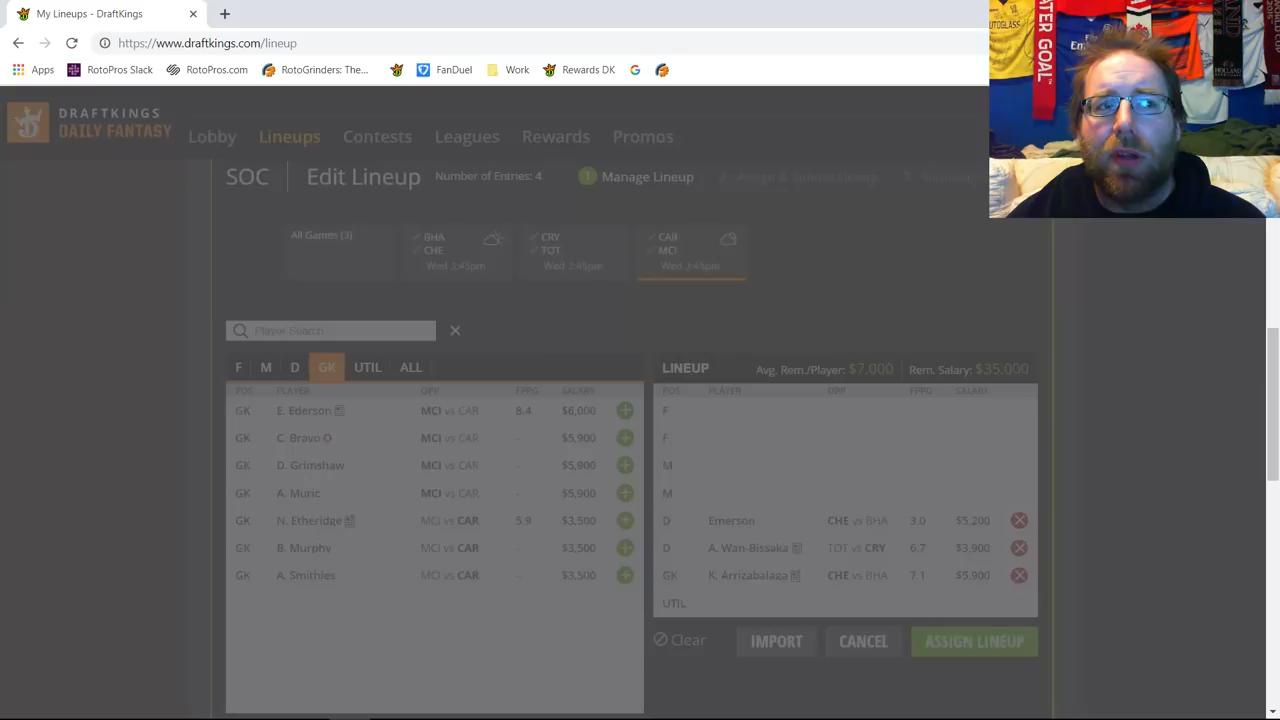 My Lineups - DraftKings
https://www.draftkings.com/lineup
Apps RotoPros Slack RotoPros.com RotoGrinders: The... FanDuel Work Rewards DK
DRAFTKINGS
DAILY FANTASY
Lobby Lineups Contests Leagues Rewards Promos
SOC Edit Lineup Number of Entries: 4 1 Manage Lineup
All Games (3)
BHA CRY CAR
CHE TOT MCI
Wed 2:45pm Wed 2:45pm Wed 2:45pm
Player Search
F M D GK UTIL ALL
POS PLAYER OPP FPPG SALARY
GK E. Ederson MCI vs CAR 8.4 $6,000
GK C. Bravo O MCI vs CAR - $5,900
GK D. Grimshaw MCI vs CAR - $5,900
GK A. Muric MCI vs CAR - $5,900
GK N. Etheridge MCI vs CAR 5.9 $3,500
GK B. Murphy MCI vs CAR - $3,500
GK A. Smithies MCI vs CAR - $3,500
LINEUP Avg. Rem./Player: $7,000 Rem. Salary: $35,000
POS PLAYER OPP FPPG SALARY
F
F
M
M
D Emerson CHE vs BHA 3.0 $5,200
D A. Wan-Bissaka TOT vs CRY 6.7 $3,900
GK K. Arrizabalaga CHE vs BHA 7.1 $5,900
UTIL
Clear IMPORT CANCEL ASSIGN LINEUP
ATER GOAL
HOLLAND